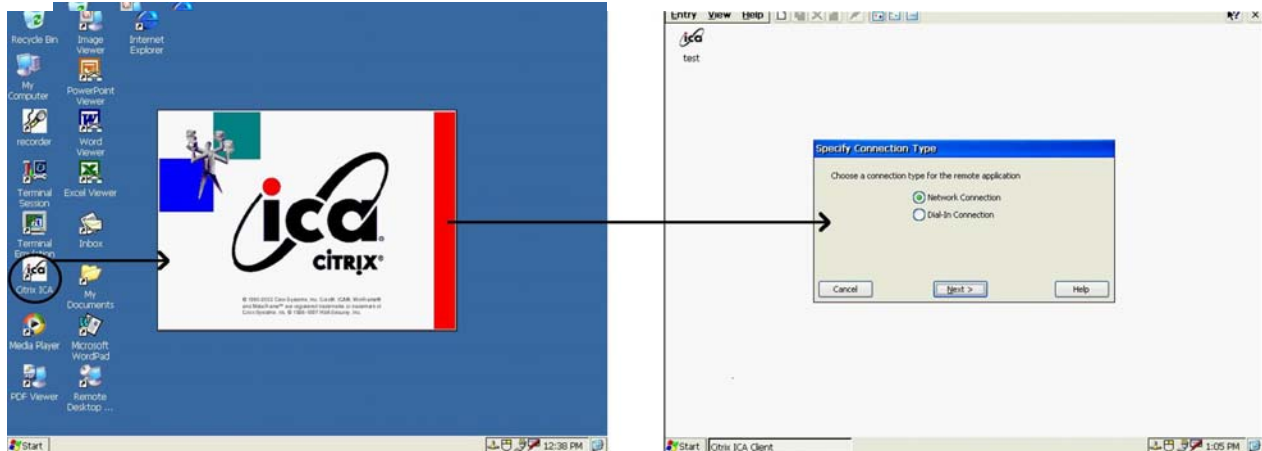 Recycle Bin
Image Viewer
Internet Explorer
My Computer
PowerPoint Viewer
recorder
Word Viewer
Terminal Session
Excel Viewer
Terminal Emulation
Inbox
Citrix ICA
My Documents
Media Player
Microsoft WordPad
PDF Viewer
Remote Desktop ...
ica
CITRIX®
Start
12:38 PM
Entry View Help
ica
test
Specify Connection Type
Choose a connection type for the remote application
Network Connection
Dial-In Connection
Cancel
Next >
Help
Start
Citrix ICA Client
1:05 PM